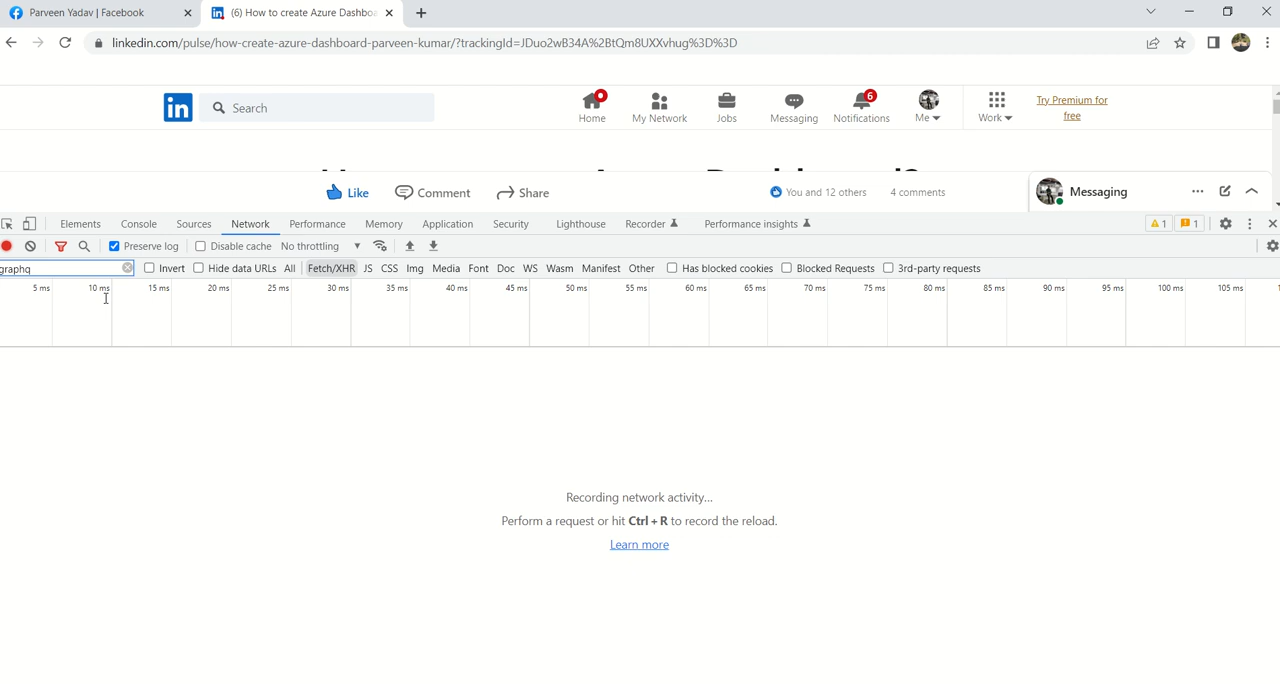 Parveen Yadav | Facebook
(6) How to create Azure Dashboa
linkedin.com/pulse/how-create-azure-dashboard-parveen-kumar/?trackingId=JDuo2wB34A%2BtQm8UXXvhug%3D%3D
in Search
Home My Network Jobs Messaging 6 Notifications Me Work Try Premium for free
Like Comment Share You and 12 others 4 comments Messaging
Elements Console Sources Network Performance Memory Application Security Lighthouse Recorder Performance insights 1 1
Preserve log Disable cache No throttling
graphq Invert Hide data URLs All Fetch/XHR JS CSS Img Media Font Doc WS Wasm Manifest Other Has blocked cookies Blocked Requests 3rd-party requests
5 ms 10 ms 15 ms 20 ms 25 ms 30 ms 35 ms 40 ms 45 ms 50 ms 55 ms 60 ms 65 ms 70 ms 75 ms 80 ms 85 ms 90 ms 95 ms 100 ms 105 ms
Recording network activity...
Perform a request or hit Ctrl + R to record the reload.
Learn more